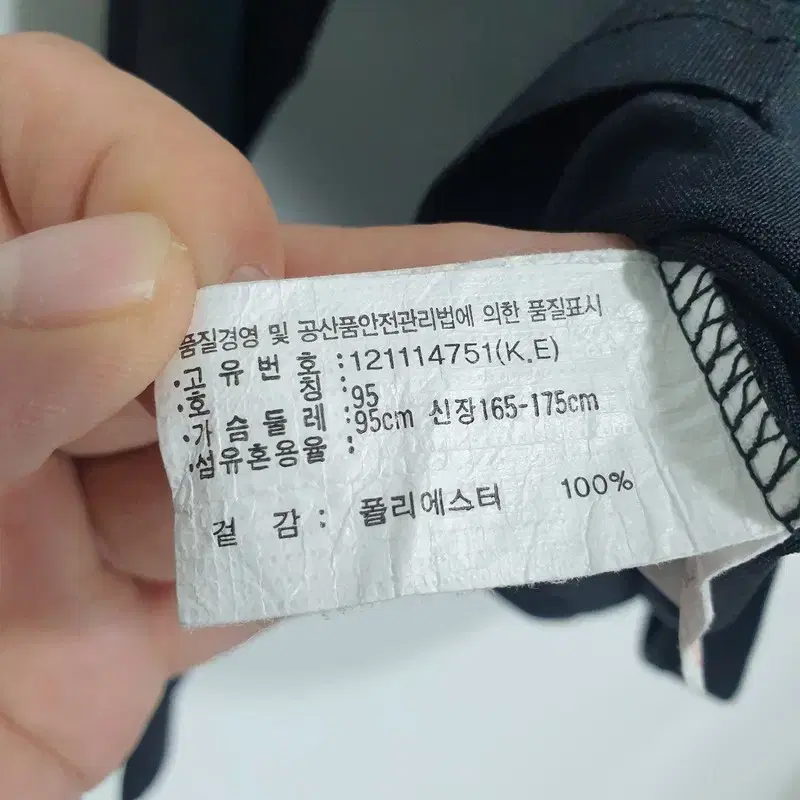 품질경영 및 공산품안전관리법에 의한 품질표시
·고유번호 : 121114751(K.E)
·호칭 : 95
·가슴둘레 : 95cm 신장165-175cm
·섬유혼용율 :
겉감 : 폴리에스터 100%